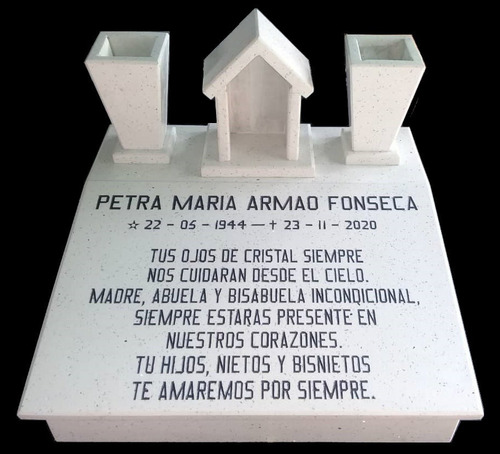 PETRA MARIA ARMAO FONSECA
☆ 22 - 05 - 1944 — † 23 - 11 - 2020
TUS OJOS DE CRISTAL SIEMPRE
NOS CUIDARAN DESDE EL CIELO.
MADRE, ABUELA Y BISABUELA INCONDICIONAL,
SIEMPRE ESTARAS PRESENTE EN
NUESTROS CORAZONES.
TU HIJOS, NIETOS Y BISNIETOS
TE AMAREMOS POR SIEMPRE.